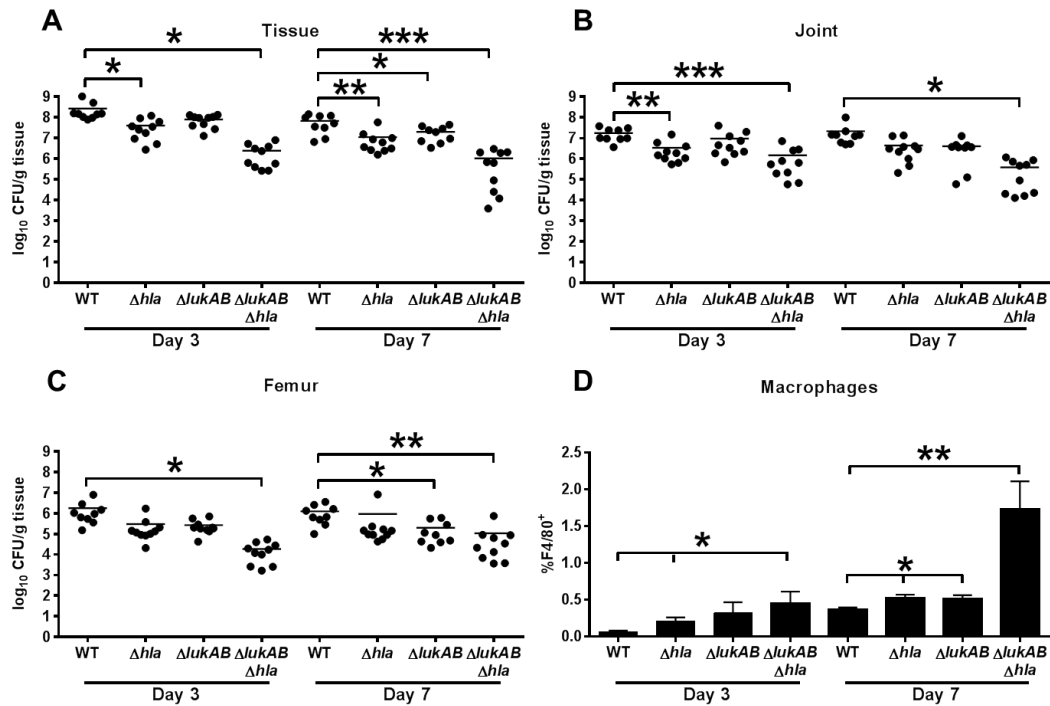 A
Tissue
*
*
***
*
**
log10 CFU/g tissue
9
8
7
6
5
4
3
2
1
0
WT
Δhla
ΔlukAB
ΔlukAB
Δhla
WT
Δhla
ΔlukAB
ΔlukAB
Δhla
Day 3
Day 7
B
Joint
***
**
*
log10 CFU/g tissue
9
8
7
6
5
4
3
2
1
0
WT
Δhla
ΔlukAB
ΔlukAB
Δhla
WT
Δhla
ΔlukAB
ΔlukAB
Δhla
Day 3
Day 7
C
Femur
*
**
*
log10 CFU/g tissue
9
8
7
6
5
4
3
2
1
0
WT
Δhla
ΔlukAB
ΔlukAB
Δhla
WT
Δhla
ΔlukAB
ΔlukAB
Δhla
Day 3
Day 7
D
Macrophages
**
*
*
%F4/80+
2.5
2.0
1.5
1.0
0.5
0.0
WT
Δhla
ΔlukAB
ΔlukAB
Δhla
WT
Δhla
ΔlukAB
ΔlukAB
Δhla
Day 3
Day 7